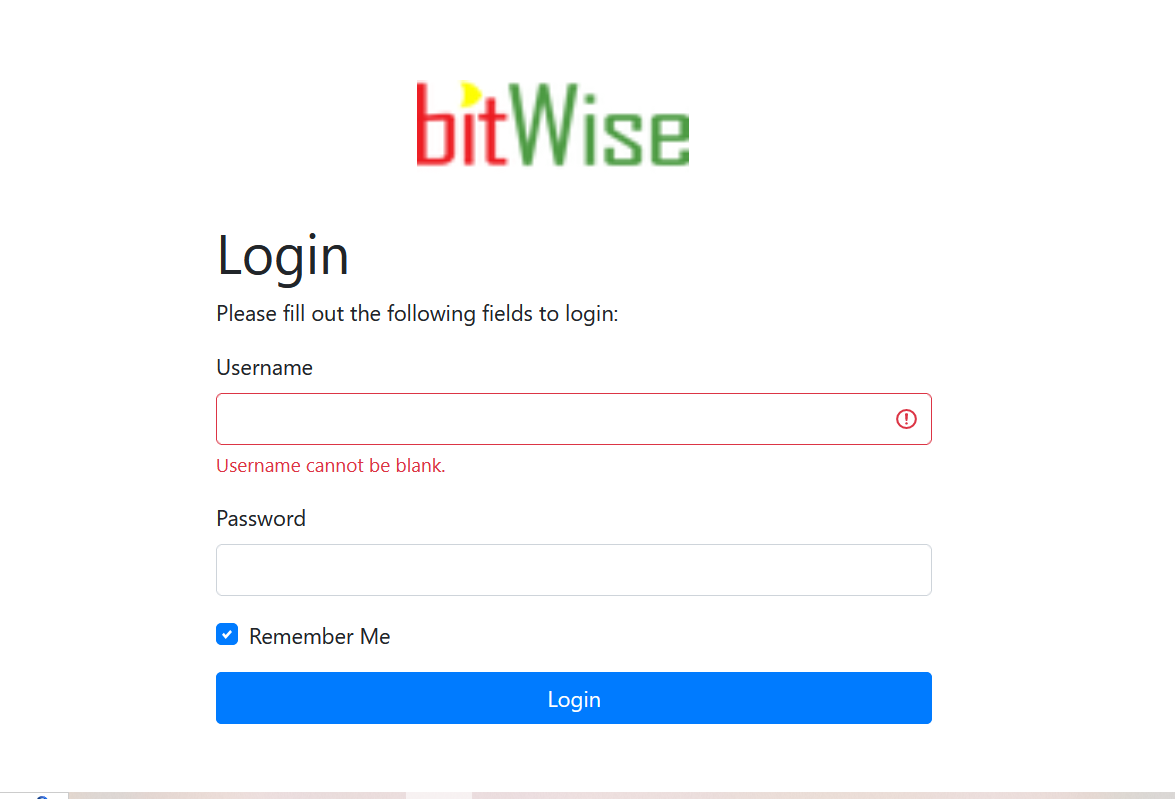 bitWise
Login
Please fill out the following fields to login:
Username
Username cannot be blank.
Password
Remember Me
Login